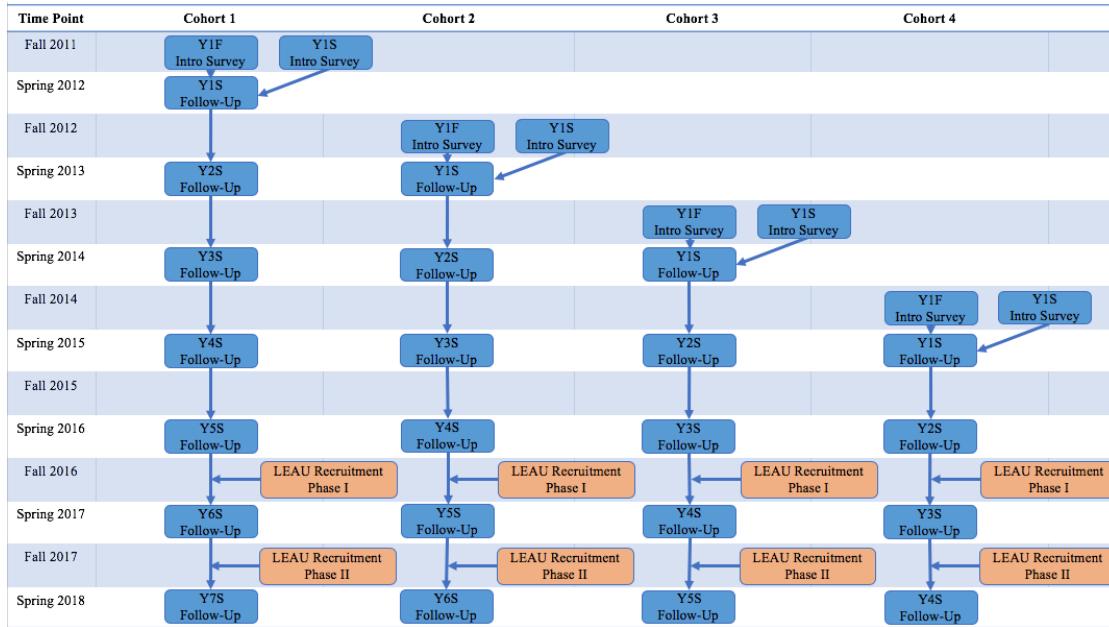 Time Point Cohort 1 Cohort 2 Cohort 3 Cohort 4
Fall 2011
Y1F Y1S
Intro Survey Intro Survey
Spring 2012
Y1S
Follow-Up
Fall 2012
Y1F Y1S
Intro Survey Intro Survey
Spring 2013
Y2S Y1S
Follow-Up Follow-Up
Fall 2013
Y1F Y1S
Intro Survey Intro Survey
Spring 2014
Y3S Y2S Y1S
Follow-Up Follow-Up Follow-Up
Fall 2014
Y1F Y1S
Intro Survey Intro Survey
Spring 2015
Y4S Y3S Y2S Y1S
Follow-Up Follow-Up Follow-Up Follow-Up
Fall 2015
Spring 2016
Y5S Y4S Y3S Y2S
Follow-Up Follow-Up Follow-Up Follow-Up
Fall 2016
LEAU Recruitment LEAU Recruitment LEAU Recruitment LEAU Recruitment
Phase I Phase I Phase I Phase I
Spring 2017
Y6S Y5S Y4S Y3S
Follow-Up Follow-Up Follow-Up Follow-Up
Fall 2017
LEAU Recruitment LEAU Recruitment LEAU Recruitment LEAU Recruitment
Phase II Phase II Phase II Phase II
Spring 2018
Y7S Y6S Y5S Y4S
Follow-Up Follow-Up Follow-Up Follow-Up